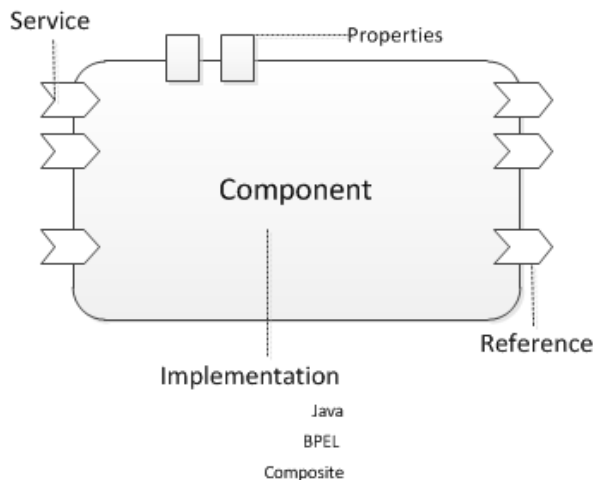 Service
Properties
Component
Reference
Implementation
Java
BPEL
Composite